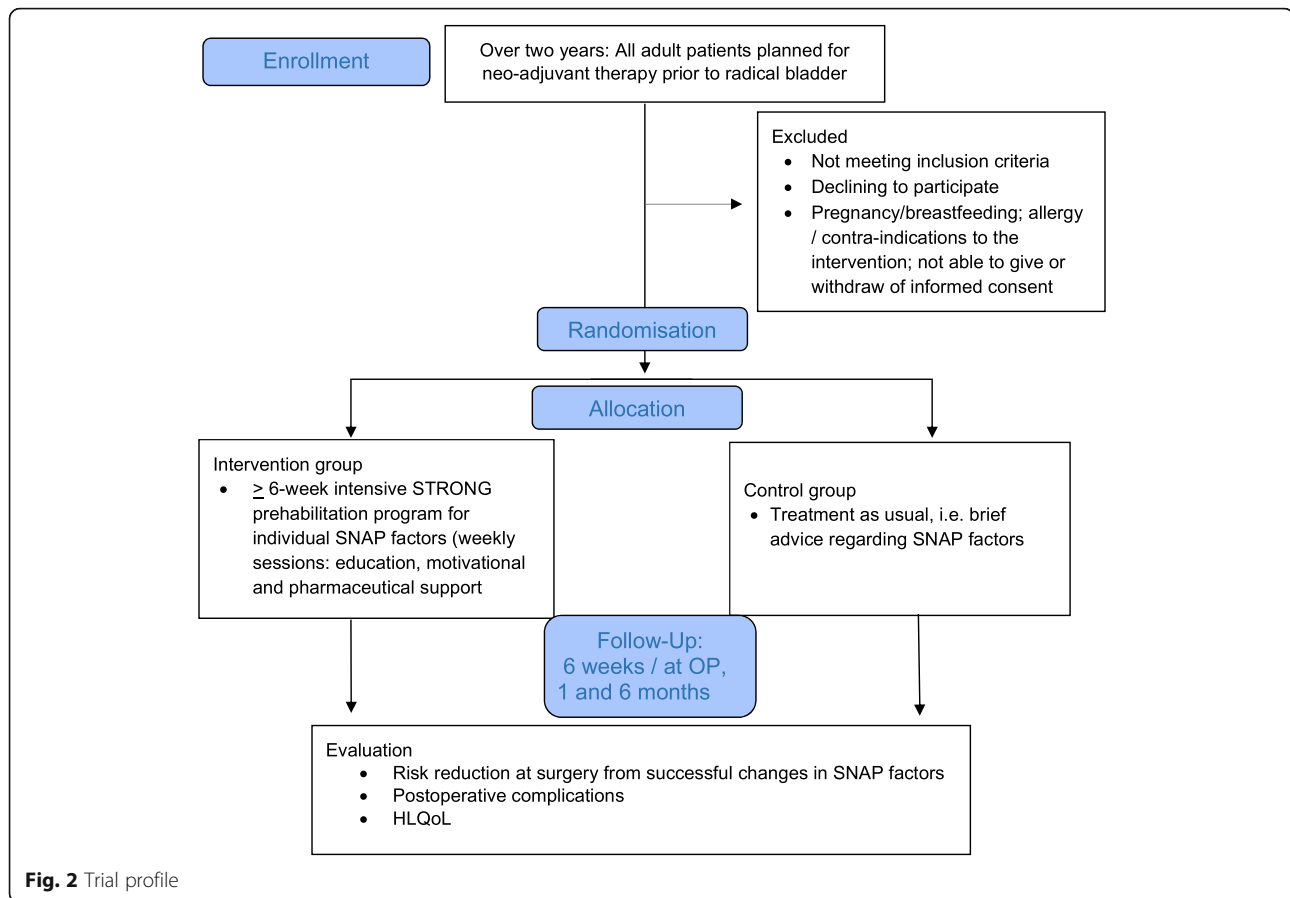 Enrollment
Over two years: All adult patients planned for
neo-adjuvant therapy prior to radical bladder
Excluded
• Not meeting inclusion criteria
• Declining to participate
• Pregnancy/breastfeeding; allergy
/ contra-indications to the
intervention; not able to give or
withdraw of informed consent
Randomisation
Allocation
Intervention group
• ≥ 6-week intensive STRONG
prehabilitation program for
individual SNAP factors (weekly
sessions: education, motivational
and pharmaceutical support
Control group
• Treatment as usual, i.e. brief
advice regarding SNAP factors
Follow-Up:
6 weeks / at OP,
1 and 6 months
Evaluation
• Risk reduction at surgery from successful changes in SNAP factors
• Postoperative complications
• HLQoL
Fig. 2 Trial profile